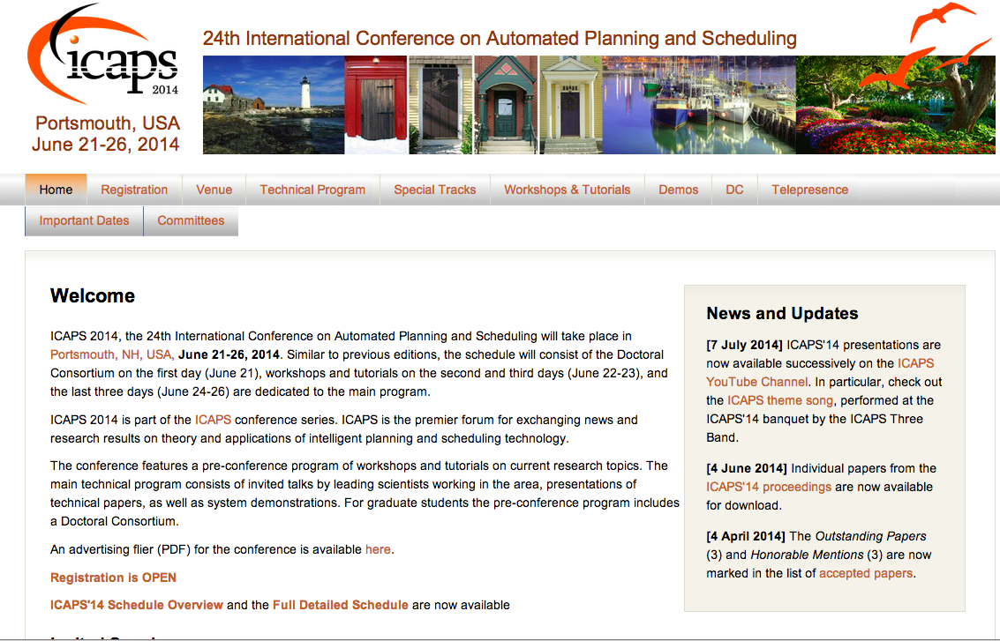 icaps
2014
Portsmouth, USA
June 21-26, 2014
24th International Conference on Automated Planning and Scheduling
Home Registration Venue Technical Program Special Tracks Workshops & Tutorials Demos DC Telepresence
Important Dates Committees
Welcome
ICAPS 2014, the 24th International Conference on Automated Planning and Scheduling will take place in
Portsmouth, NH, USA, June 21-26, 2014. Similar to previous editions, the schedule will consist of the Doctoral
Consortium on the first day (June 21), workshops and tutorials on the second and third days (June 22-23), and
the last three days (June 24-26) are dedicated to the main program.
ICAPS 2014 is part of the ICAPS conference series. ICAPS is the premier forum for exchanging news and
research results on theory and applications of intelligent planning and scheduling technology.
The conference features a pre-conference program of workshops and tutorials on current research topics. The
main technical program consists of invited talks by leading scientists working in the area, presentations of
technical papers, as well as system demonstrations. For graduate students the pre-conference program includes
a Doctoral Consortium.
An advertising flier (PDF) for the conference is available here.
Registration is OPEN
ICAPS'14 Schedule Overview and the Full Detailed Schedule are now available
News and Updates
[7 July 2014] ICAPS'14 presentations are
now available successively on the ICAPS
YouTube Channel. In particular, check out
the ICAPS theme song, performed at the
ICAPS'14 banquet by the ICAPS Three
Band.
[4 June 2014] Individual papers from the
ICAPS'14 proceedings are now available
for download.
[4 April 2014] The Outstanding Papers
(3) and Honorable Mentions (3) are now
marked in the list of accepted papers.